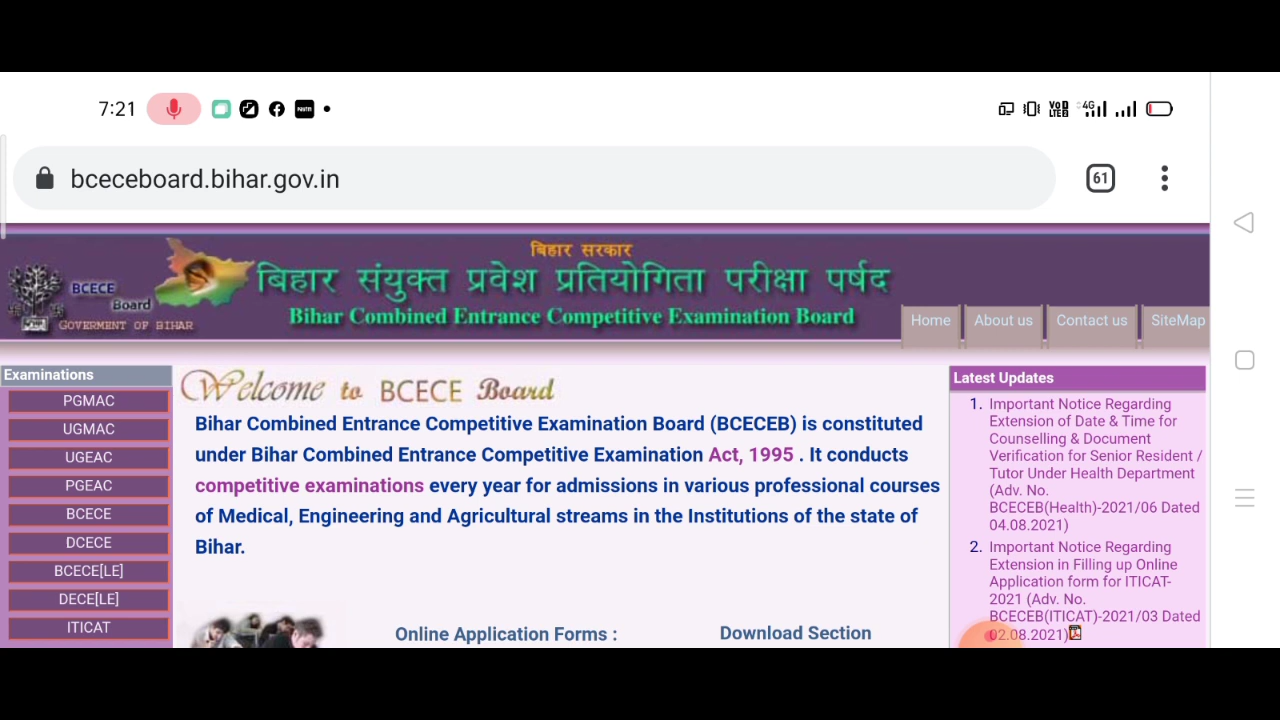 7:21
Paytm
Vo LTE 2
4G
bceceboard.bihar.gov.in
61
बिहार सरकार
बिहार संयुक्त प्रवेश प्रतियोगिता परीक्षा पर्षद
Bihar Combined Entrance Competitive Examination Board
BCECE
Board
GOVERMENT OF BIHAR
Home
About us
Contact us
SiteMap
Examinations
PGMAC
UGMAC
UGEAC
PGEAC
BCECE
DCECE
BCECE[LE]
DECE[LE]
ITICAT
Welcome to BCECE Board
Bihar Combined Entrance Competitive Examination Board (BCECEB) is constituted
under Bihar Combined Entrance Competitive Examination Act, 1995 . It conducts
competitive examinations every year for admissions in various professional courses
of Medical, Engineering and Agricultural streams in the Institutions of the state of
Bihar.
Online Application Forms :
Download Section
Latest Updates
1. Important Notice Regarding
Extension of Date & Time for
Counselling & Document
Verification for Senior Resident /
Tutor Under Health Department
(Adv. No.
BCECEB(Health)-2021/06 Dated
04.08.2021)
2. Important Notice Regarding
Extension in Filling up Online
Application form for ITICAT-
2021 (Adv. No.
BCECEB(ITICAT)-2021/03 Dated
02.08.2021)